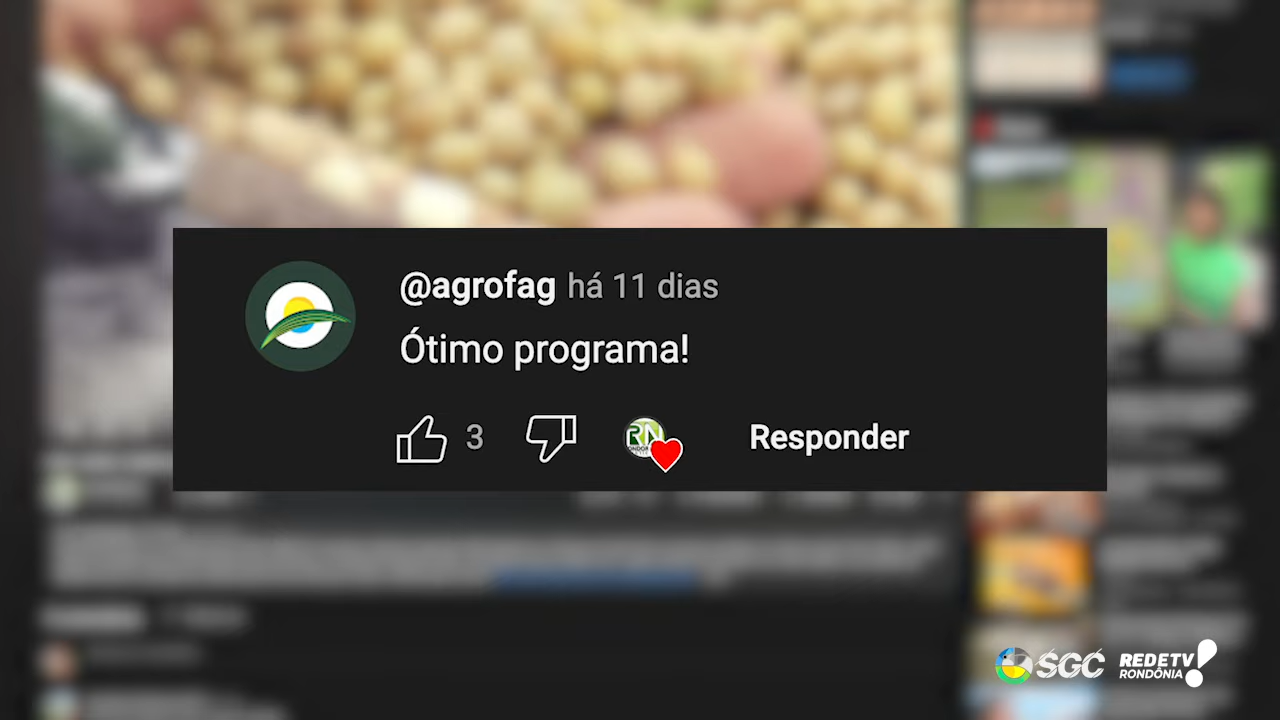 @agrofag há 11 dias
Ótimo programa!
3
Responder
SGC
REDETV!
RONDÔNIA